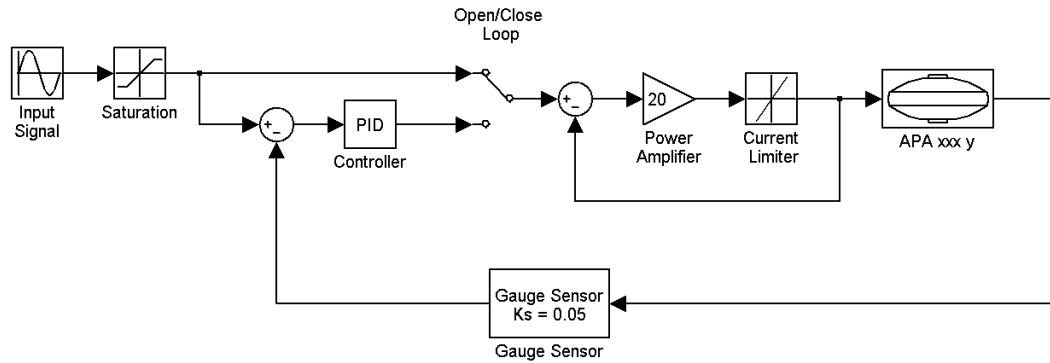 Open/Close
Loop
Input
Signal
Saturation
+
−
PID
Controller
+
−
20
Power
Amplifier
Current
Limiter
APA xxx y
Gauge Sensor
Ks = 0.05
Gauge Sensor